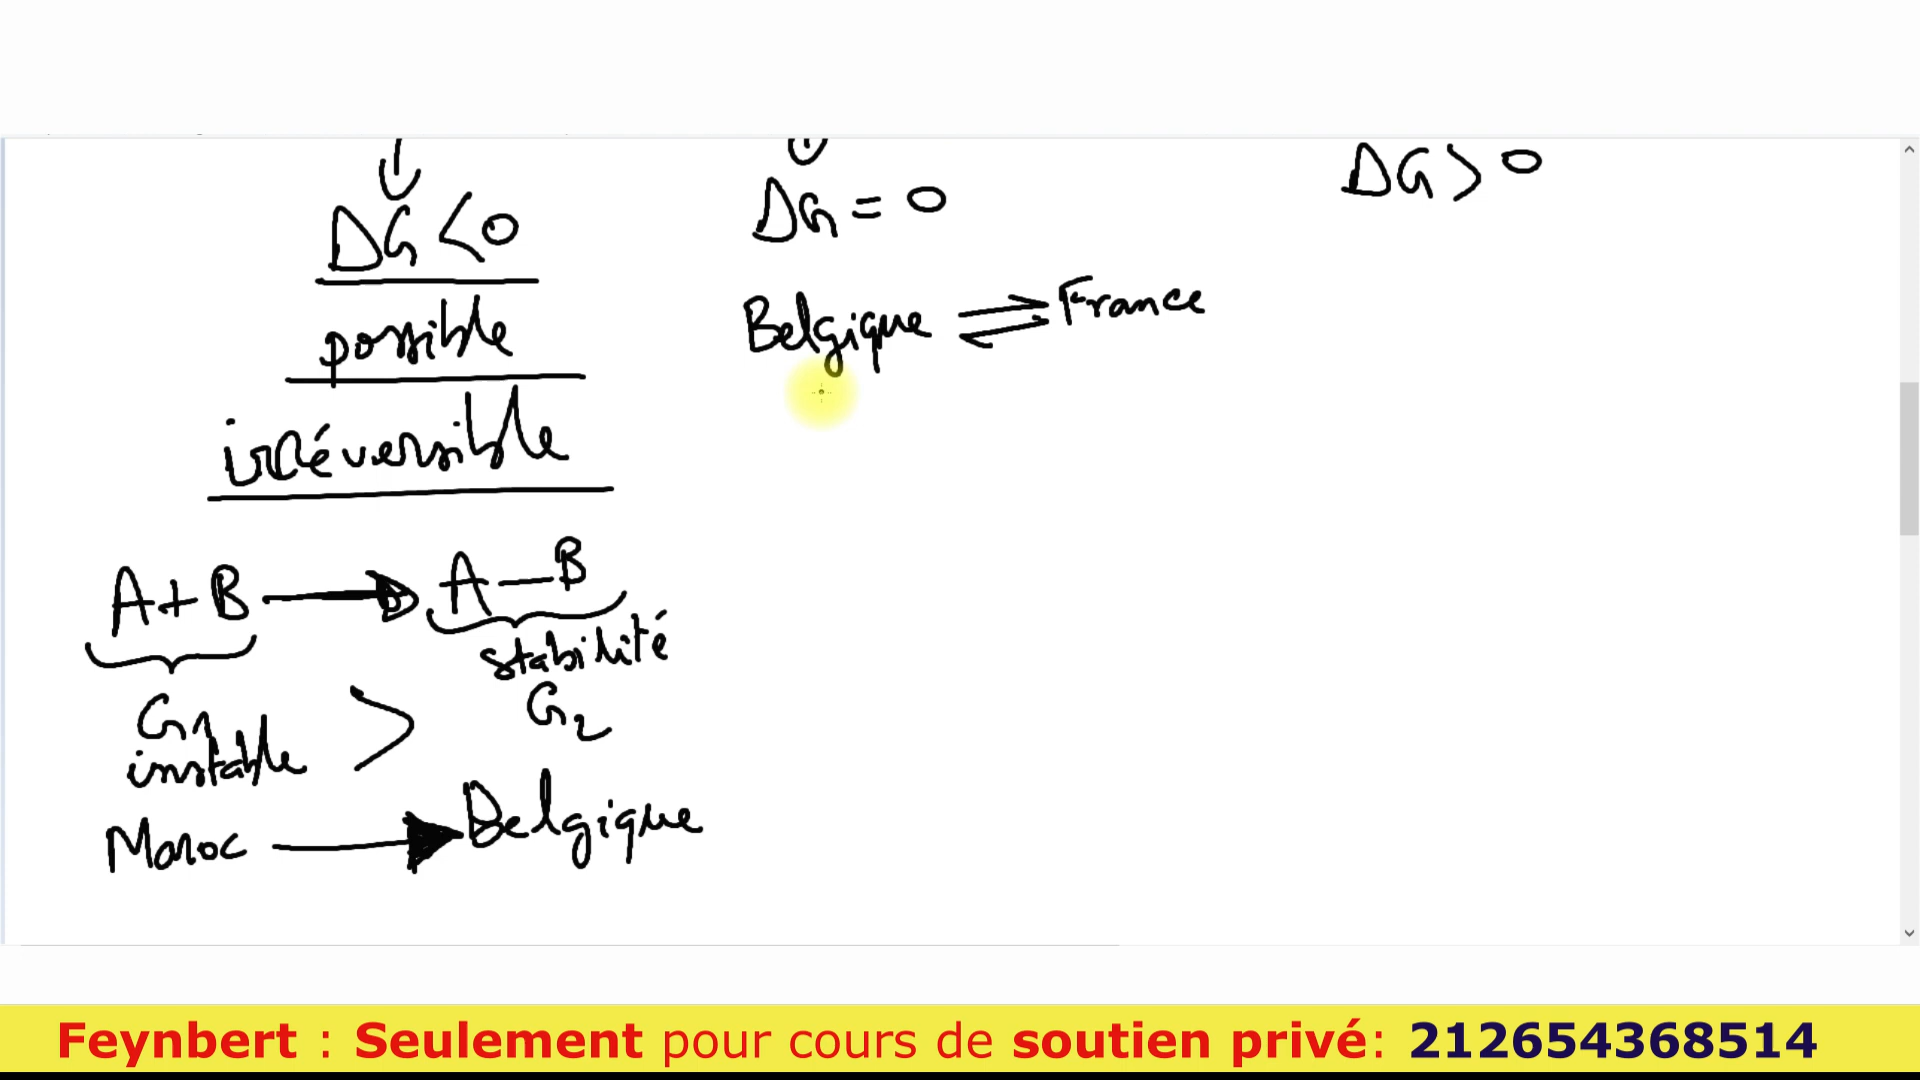 ΔG < 0
possible
irréversible
A + B → A — B
stabilité
G1 > G2
instable
Maroc → Belgique
ΔG = 0
Belgique ⇌ France
ΔG > 0
Feynbert : Seulement pour cours de soutien privé: 212654368514